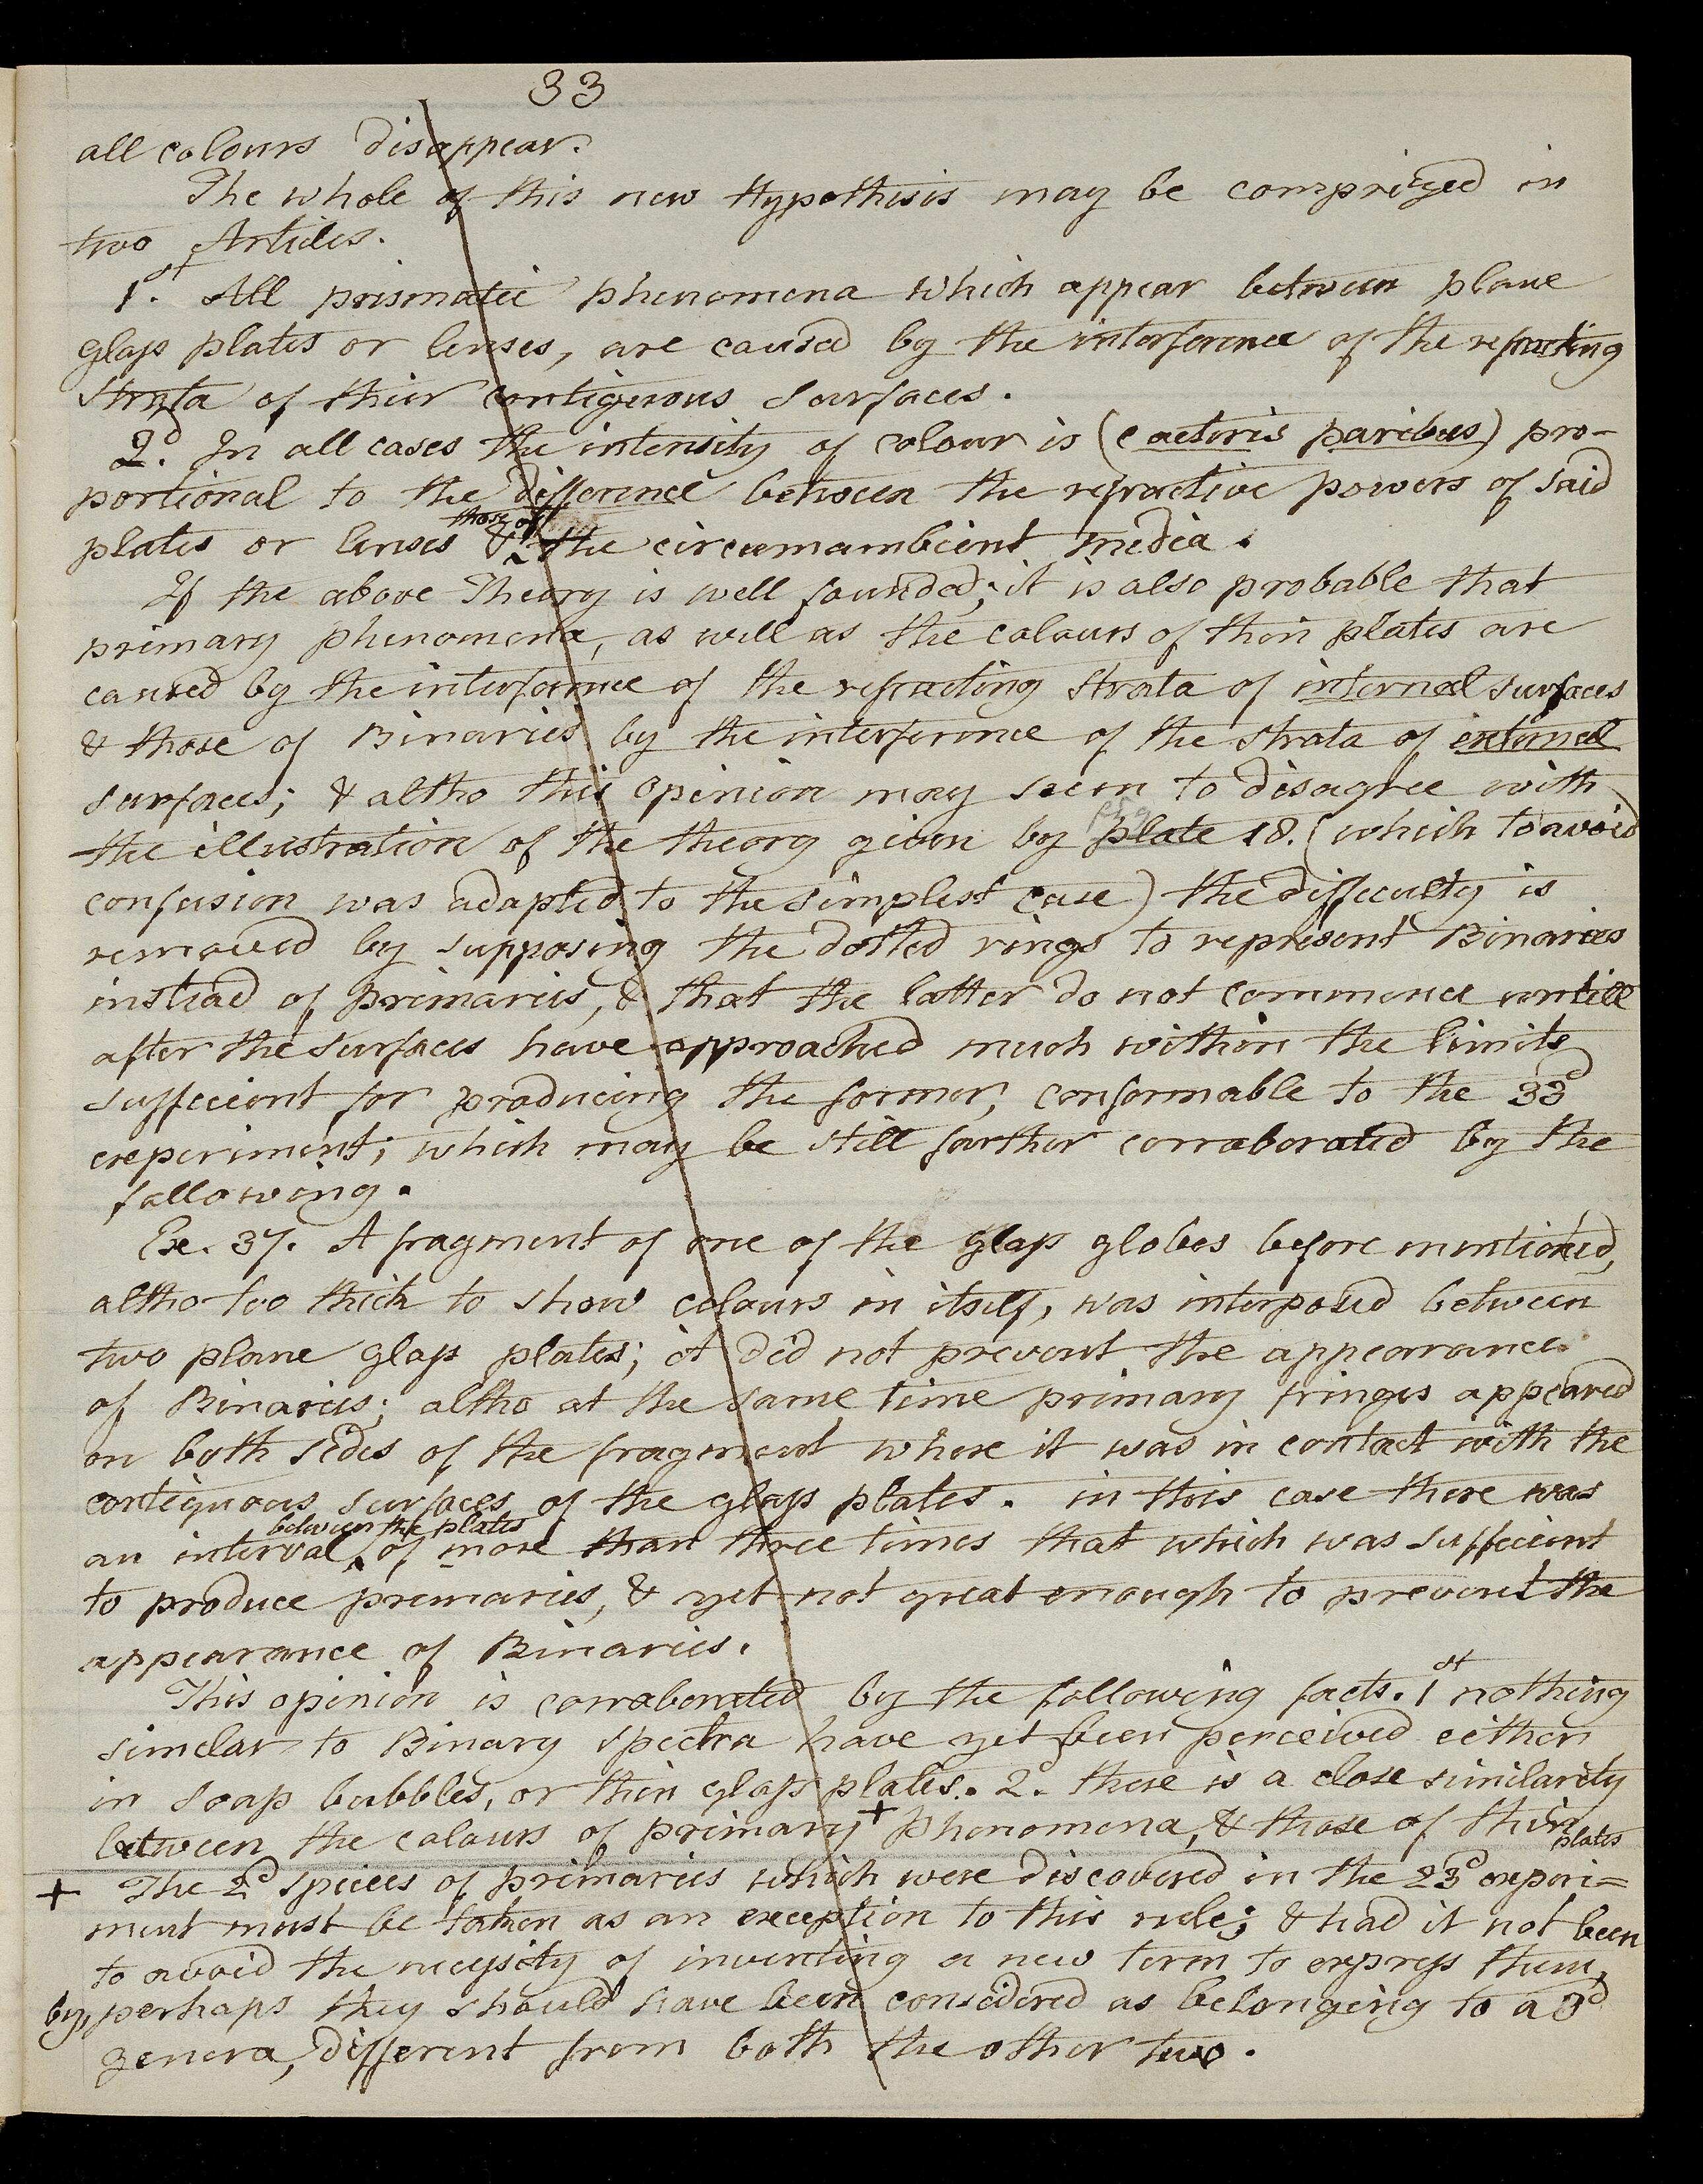 33
all colours disappear.
The whole of this new Hypothisis may be comprized in
two Articles.
1.st All prismatic phenomena which appear between plane
glass plates or lenses, are caused by the interference of the refracting
Strata of their contiguous Surfaces.
2.d In all cases the intensity of colour is (cæteris paribus) pro-
portional to the difference between the refractive powers of said
those of
plates or lenses & the circumambient media.
If the above Theory is well founded; it is also probable that
primary phenomena, as well as the colours of thin plates are
caused by the interference of the refracting Strata of internal surfaces
& those of Binaries by the interference of the Strata of external
surfaces; & altho this opinion may seem to disagree with
fig
the illustration of the theory given by plate 18. (which to avoid
confusion was adapted to the simplest case) the difficulty is
removed by supposing the dotted rings to represent Binaries
instead of primaries, & that the latter do not commence untill
after the surfaces have approached much within the limits
sufficient for producing the former, conformable to the 33d
experiment; which may be still farther corraborated by the
following.
Ex. 37. A fragment of one of the glass globes before mentioned,
altho too thick to show colours in itself, was interposed between
two plane glass plates; it did not prevent the appearance
of Binaries; altho at the same time primary fringes appeared
on both sides of the fragment where it was in contact with the
contiguous surfaces of the glass plates. in this case there was
between the plates
an interval of more than three times that which was sufficient
to produce primaries, & yet not great enough to prevent the
appearance of Binaries.
This opinion is corraborated by the following facts. 1st nothing
similar to Binary spectra have yet been perceived either
in soap bubbles, or thin glass plates. 2.d there is a close similarity
between the colours of primary + phenomena, & those of thin
plates
+ The 2d species of primaries which were discovered in the 23d experi=
ment must be taken as an exception to this rule; & had it not been
to avoid the necessity of inventing a new term to express them
by, perhaps they should have been considered as belonging to a 3d
genera, different from both the other two.